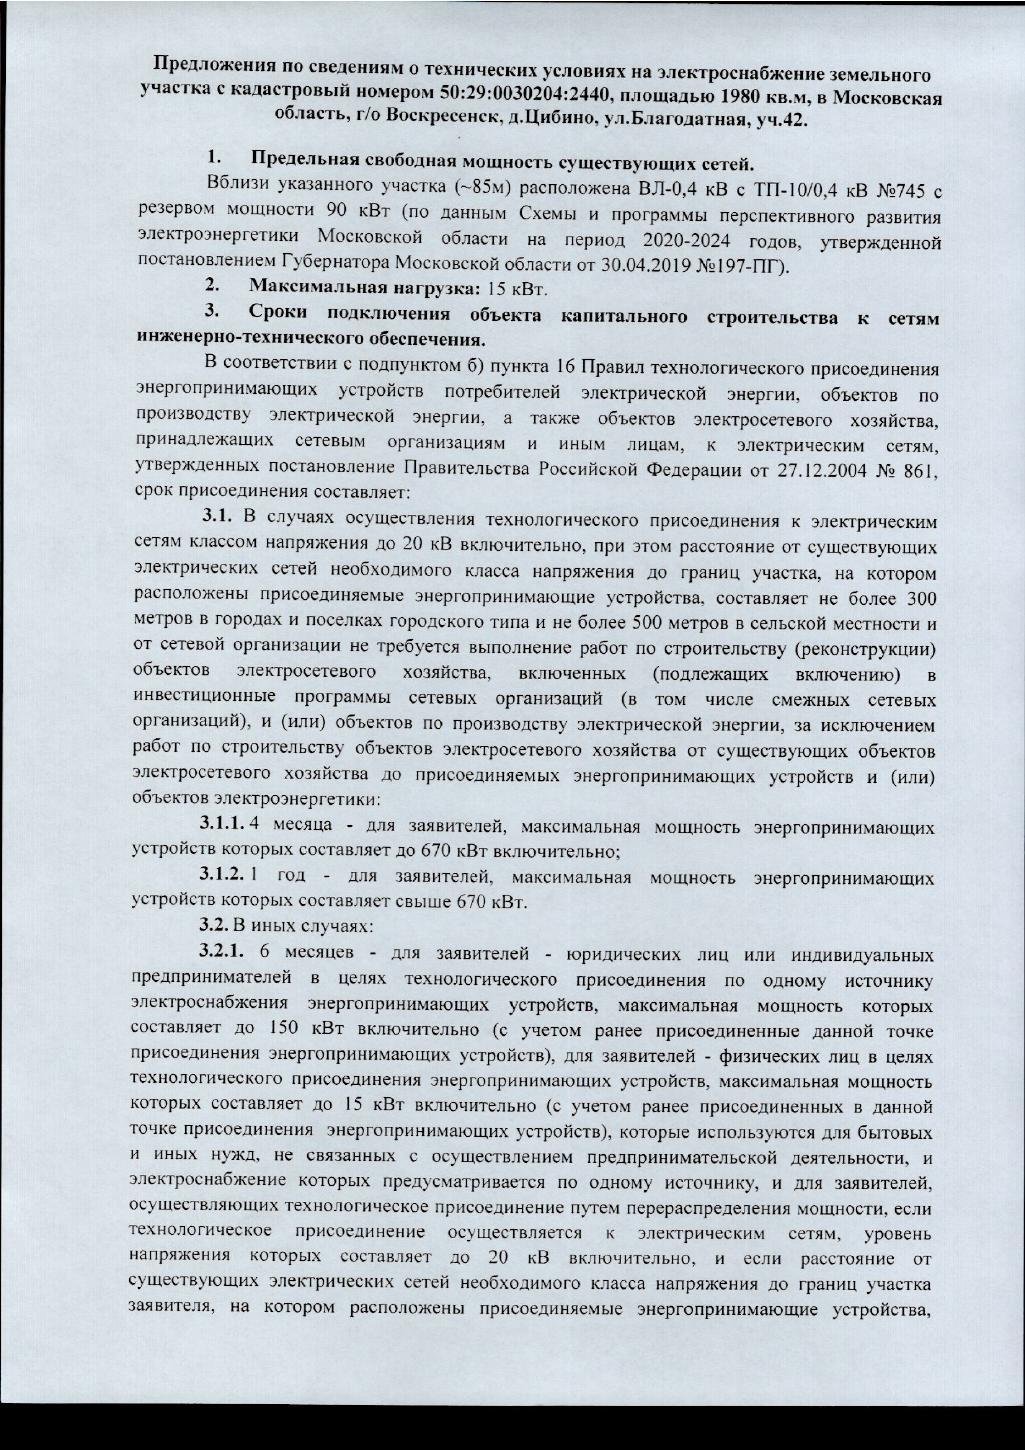 Предложения по сведениям о технических условиях на электроснабжение земельного
участка с кадастровый номером 50:29:0030204:2440, площадью 1980 кв.м, в Московская
область, г/о Воскресенск, д.Цибино, ул.Благодатная, уч.42.
1. Предельная свободная мощность существующих сетей.
Вблизи указанного участка (~85м) расположена ВЛ-0,4 кВ с ТП-10/0,4 кВ №745 с
резервом мощности 90 кВт (по данным Схемы и программы перспективного развития
электроэнергетики Московской области на период 2020-2024 годов, утвержденной
постановлением Губернатора Московской области от 30.04.2019 №197-ПГ).
2. Максимальная нагрузка: 15 кВт.
3. Сроки подключения объекта капитального строительства к сетям
инженерно-технического обеспечения.
В соответствии с подпунктом б) пункта 16 Правил технологического присоединения
энергопринимающих устройств потребителей электрической энергии, объектов по
производству электрической энергии, а также объектов электросетевого хозяйства,
принадлежащих сетевым организациям и иным лицам, к электрическим сетям,
утвержденных постановление Правительства Российской Федерации от 27.12.2004 № 861,
срок присоединения составляет:
3.1. В случаях осуществления технологического присоединения к электрическим
сетям классом напряжения до 20 кВ включительно, при этом расстояние от существующих
электрических сетей необходимого класса напряжения до границ участка, на котором
расположены присоединяемые энергопринимающие устройства, составляет не более 300
метров в городах и поселках городского типа и не более 500 метров в сельской местности и
от сетевой организации не требуется выполнение работ по строительству (реконструкции)
объектов электросетевого хозяйства, включенных (подлежащих включению) в
инвестиционные программы сетевых организаций (в том числе смежных сетевых
организаций), и (или) объектов по производству электрической энергии, за исключением
работ по строительству объектов электросетевого хозяйства от существующих объектов
электросетевого хозяйства до присоединяемых энергопринимающих устройств и (или)
объектов электроэнергетики:
3.1.1. 4 месяца - для заявителей, максимальная мощность энергопринимающих
устройств которых составляет до 670 кВт включительно;
3.1.2. 1 год - для заявителей, максимальная мощность энергопринимающих
устройств которых составляет свыше 670 кВт.
3.2. В иных случаях:
3.2.1. 6 месяцев - для заявителей - юридических лиц или индивидуальных
предпринимателей в целях технологического присоединения по одному источнику
электроснабжения энергопринимающих устройств, максимальная мощность которых
составляет до 150 кВт включительно (с учетом ранее присоединенные данной точке
присоединения энергопринимающих устройств), для заявителей - физических лиц в целях
технологического присоединения энергопринимающих устройств, максимальная мощность
которых составляет до 15 кВт включительно (с учетом ранее присоединенных в данной
точке присоединения энергопринимающих устройств), которые используются для бытовых
и иных нужд, не связанных с осуществлением предпринимательской деятельности, и
электроснабжение которых предусматривается по одному источнику, и для заявителей,
осуществляющих технологическое присоединение путем перераспределения мощности, если
технологическое присоединение осуществляется к электрическим сетям, уровень
напряжения которых составляет до 20 кВ включительно, и если расстояние от
существующих электрических сетей необходимого класса напряжения до границ участка
заявителя, на котором расположены присоединяемые энергопринимающие устройства,